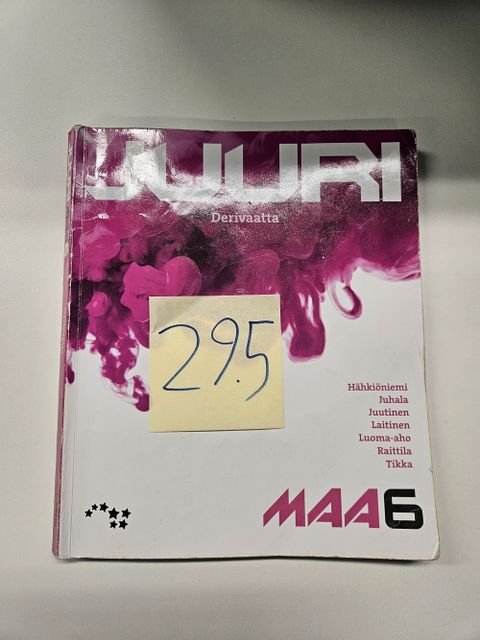 JUURI
Derivaatta
29.5
Hähkiöniemi
Juhala
Juutinen
Laitinen
Luoma-aho
Raittila
Tikka
MAA6